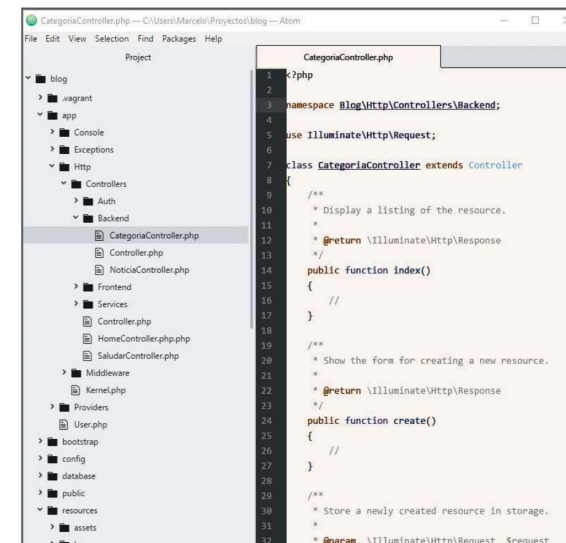 CategoriaController.php — C:\Users\Marcelo\Proyectos\blog — Atom
File Edit View Selection Find Packages Help
Project
blog
.vagrant
app
Console
Exceptions
Http
Controllers
Auth
Backend
CategoriaController.php
Controller.php
NoticiaController.php
Frontend
Services
Controller.php
HomeController.php.php
SaludarController.php
Middleware
Kernel.php
Providers
User.php
bootstrap
config
database
public
resources
assets
CategoriaController.php
1 <?php
2
3 namespace Blog\Http\Controllers\Backend;
4
5 use Illuminate\Http\Request;
6
7 class CategoriaController extends Controller
8 {
9 /**
10 * Display a listing of the resource.
11 *
12 * @return \Illuminate\Http\Response
13 */
14 public function index()
15 {
16 //
17 }
18
19 /**
20 * Show the form for creating a new resource.
21 *
22 * @return \Illuminate\Http\Response
23 */
24 public function create()
25 {
26 //
27 }
28
29 /**
30 * Store a newly created resource in storage.
31 *
32 * @param \Illuminate\Http\Request $request